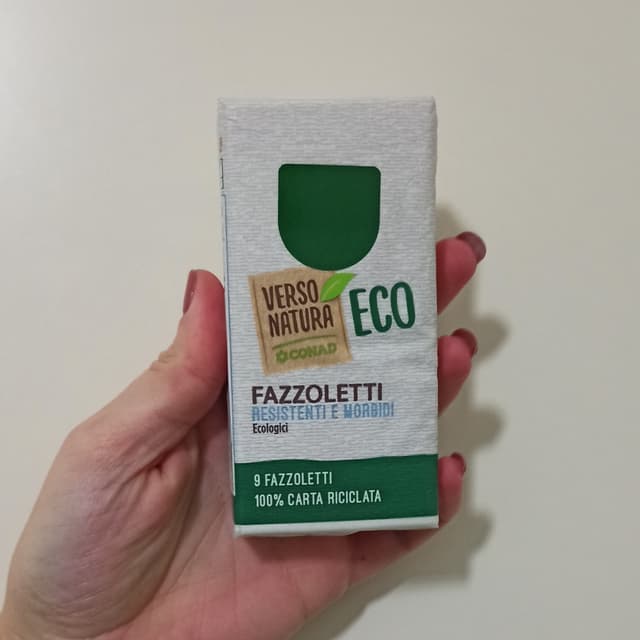 VERSO
NATURA
CONAD
ECO
FAZZOLETTI
RESISTENTI E MORBIDI
Ecologici
9 FAZZOLETTI
100% CARTA RICICLATA